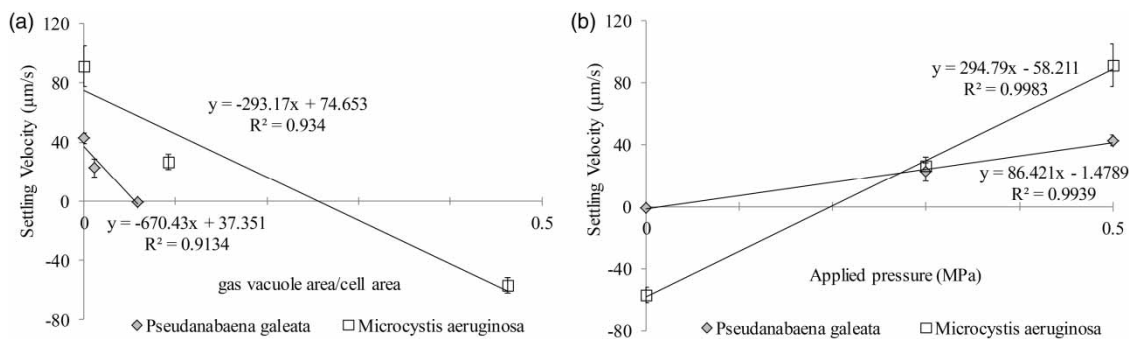 (a)
120
80
40
0
-40
-80
Settling Velocity (μm/s)
y = -293.17x + 74.653
R² = 0.934
0
0.5
y = -670.43x + 37.351
R² = 0.9134
gas vacuole area/cell area
Pseudanabaena galeata
Microcystis aeruginosa
(b)
120
80
40
0
-40
-80
Settling Velocity (μm/s)
y = 294.79x - 58.211
R² = 0.9983
y = 86.421x - 1.4789
R² = 0.9939
0
0.5
Applied pressure (MPa)
Pseudanabaena galeata
Microcystis aeruginosa